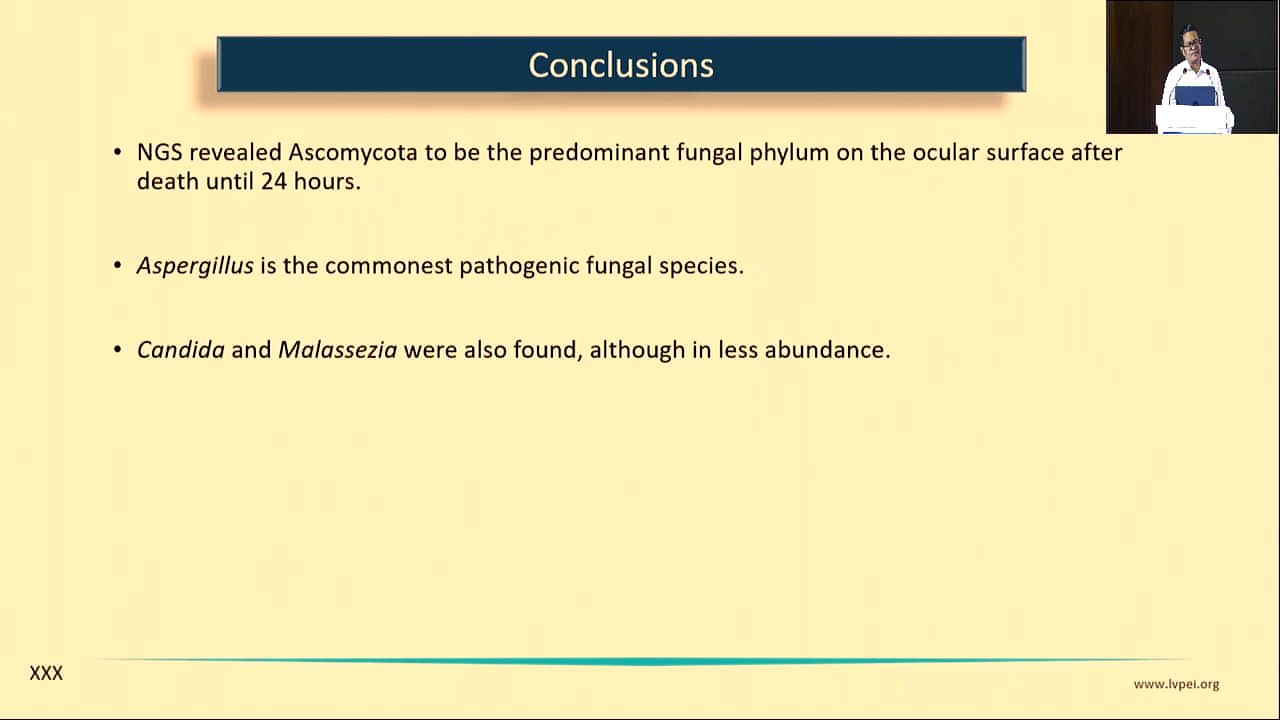 Conclusions
• NGS revealed Ascomycota to be the predominant fungal phylum on the ocular surface after
death until 24 hours.
• Aspergillus is the commonest pathogenic fungal species.
• Candida and Malassezia were also found, although in less abundance.
XXX
www.lvpei.org